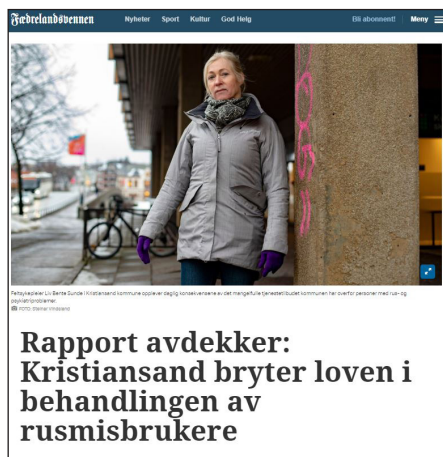 Fædrelandsvennen
Nyheter Sport Kultur God Helg Bli abonnent! Meny
Feltsykepleier Liv Bente Sunde i Kristiansand kommune opplever daglig konsekvensene av det mangelfulle tjenestetilbudet kommunen har overfor personer med rus- og
psykiatriproblemer.
FOTO: Steinar Vindsland
Rapport avdekker:
Kristiansand bryter loven i
behandlingen av
rusmisbrukere